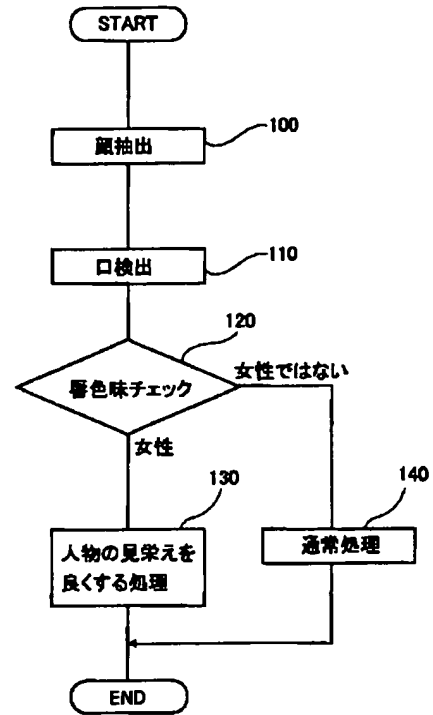 START
顔抽出
100
口検出
110
120
唇色味チェック
女性ではない
女性
130
人物の見栄えを
良くする処理
140
通常処理
END